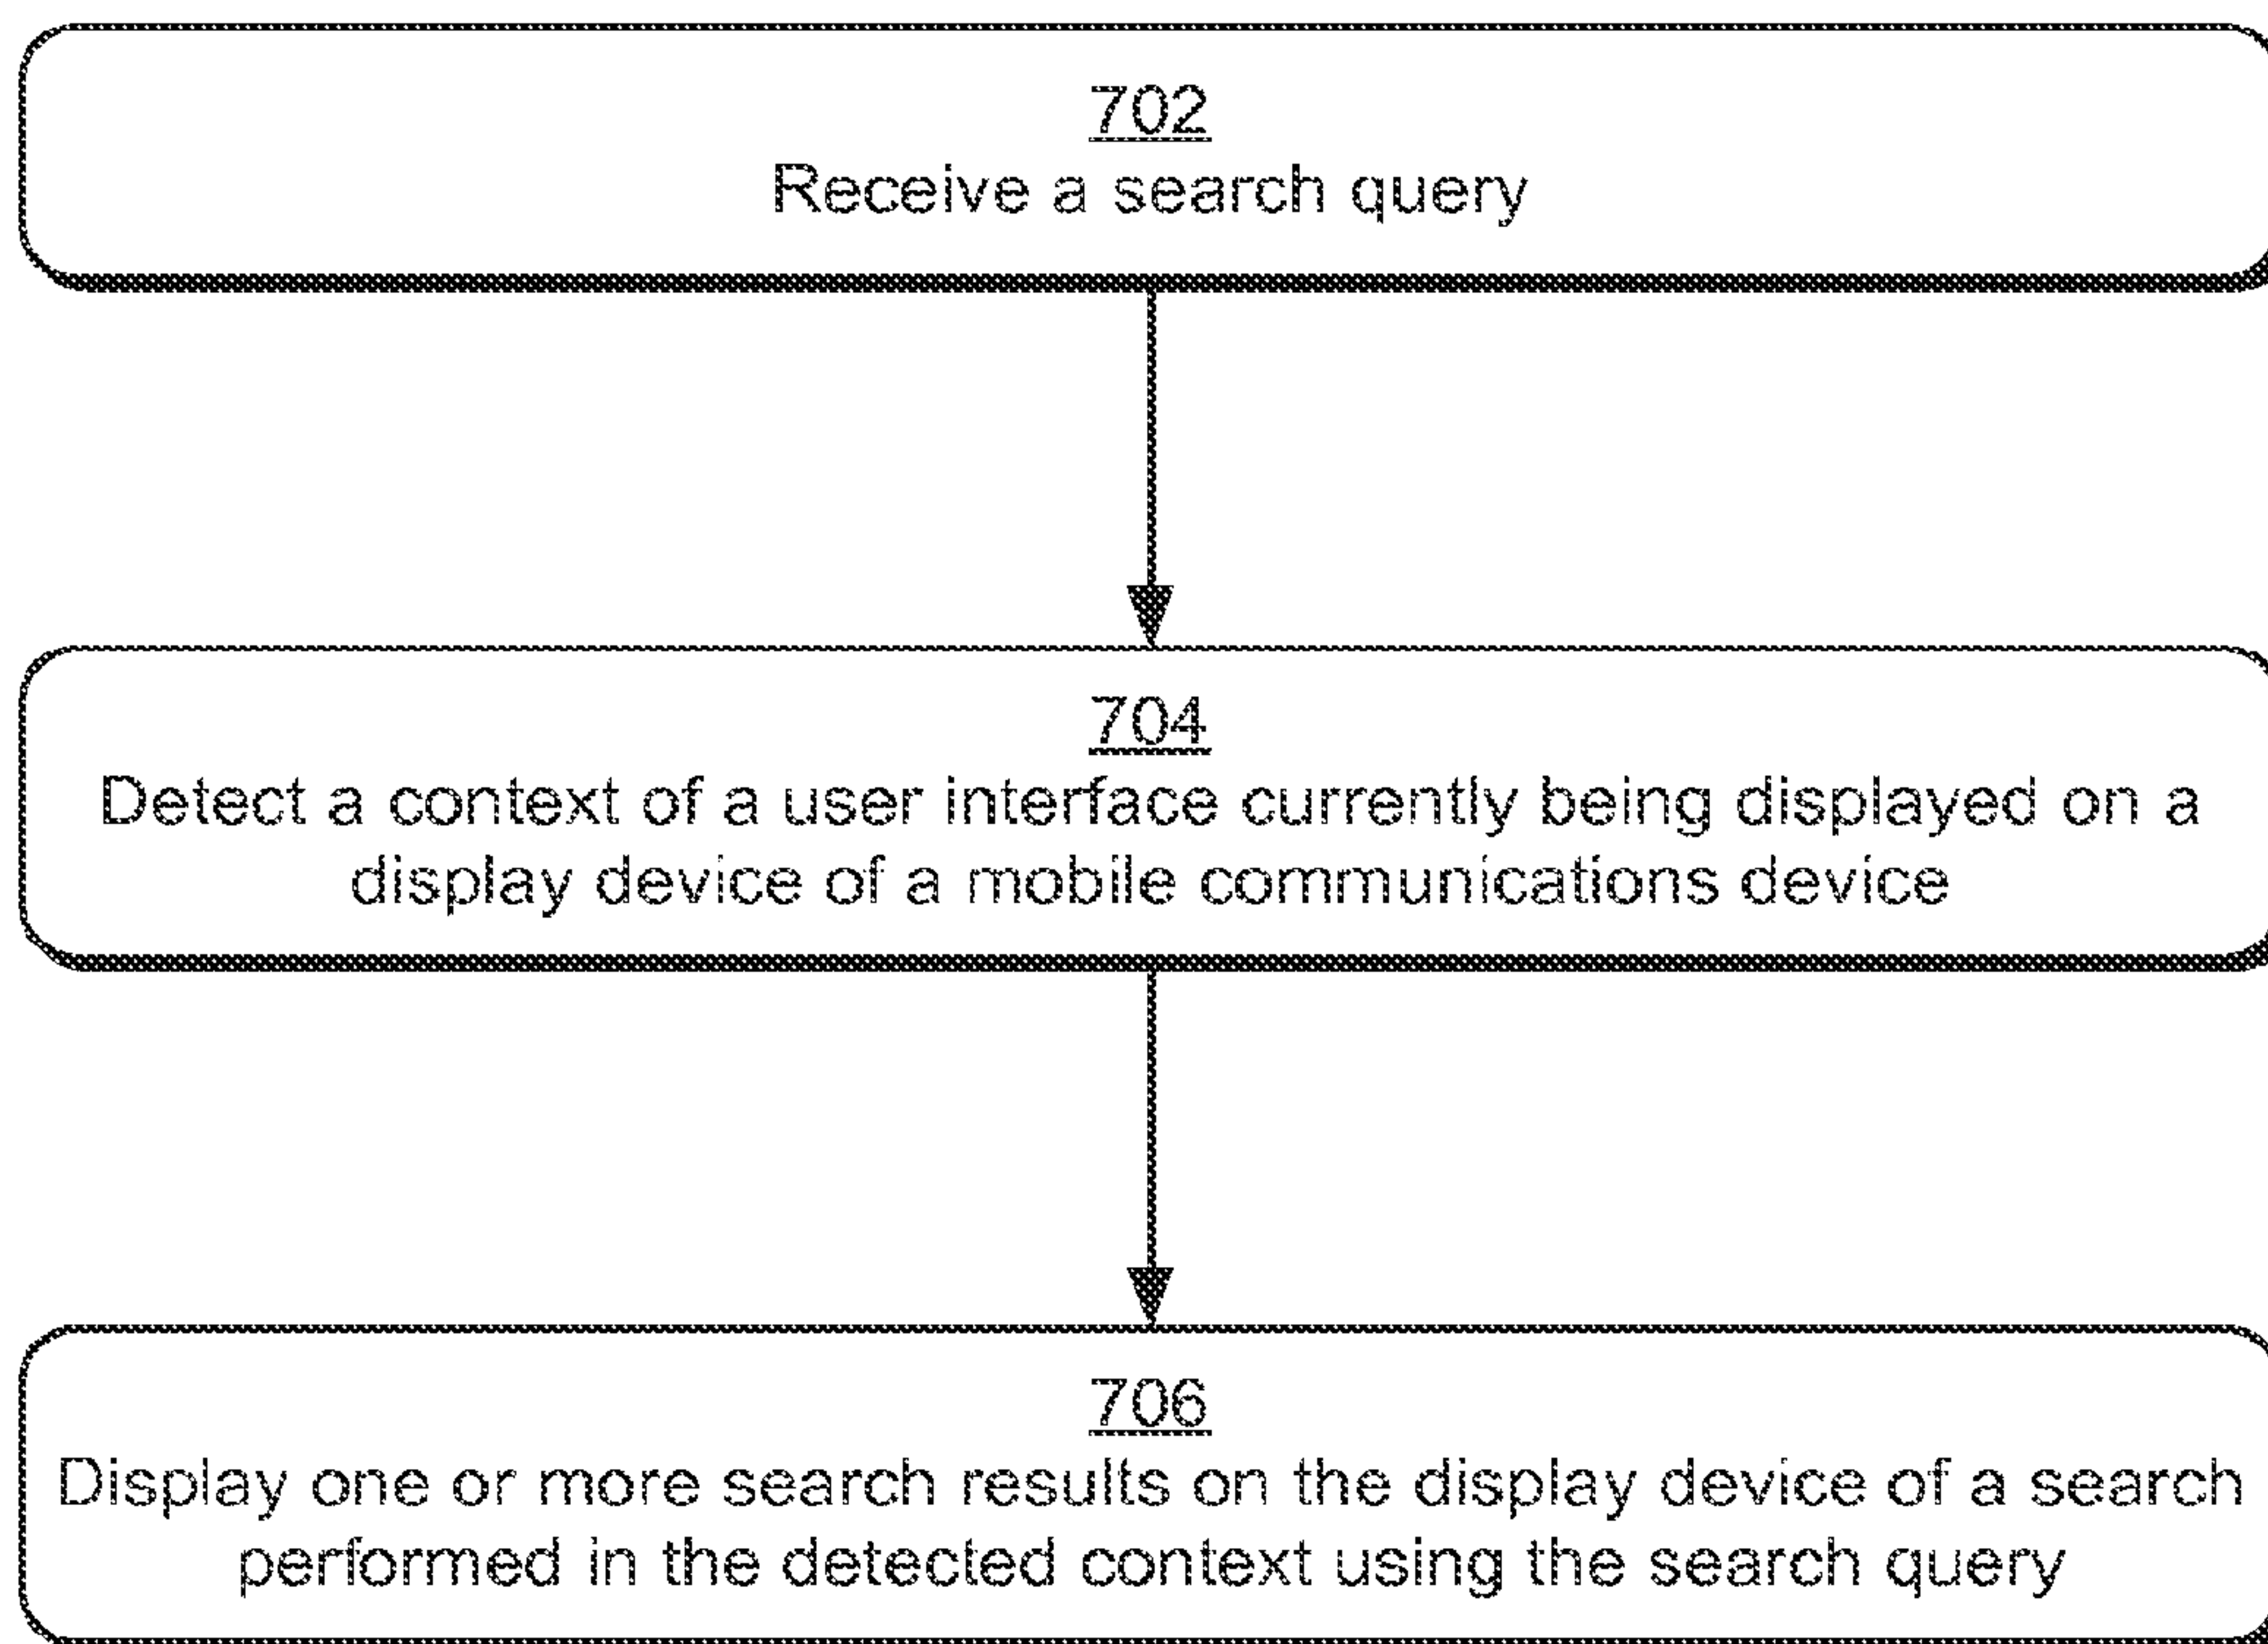 702
Receive a search query
704
Detect a context of a user interface currently being displayed on a
display device of a mobile communications device
706
Display one or more search results on the display device of a search
performed in the detected context using the search query